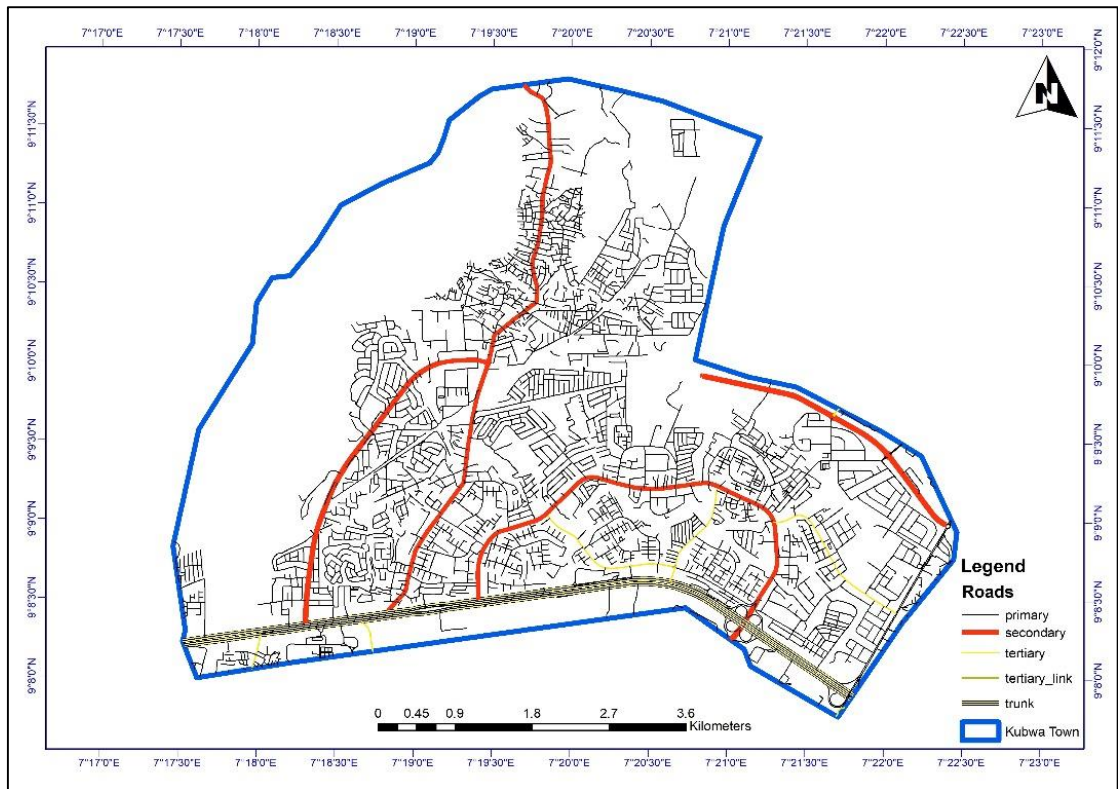 7°17'0"E 7°17'30"E 7°18'0"E 7°18'30"E 7°19'0"E 7°19'30"E 7°20'0"E 7°20'30"E 7°21'0"E 7°21'30"E 7°22'0"E 7°22'30"E 7°23'0"E
9°12'0"N
N
9°11'30"N 9°11'30"N
9°11'0"N 9°11'0"N
9°10'30"N 9°10'30"N
9°10'0"N 9°10'0"N
9°9'30"N 9°9'30"N
9°9'0"N 9°9'0"N
9°8'30"N 9°8'30"N
9°8'0"N 9°8'0"N
Legend
Roads
primary
secondary
tertiary
tertiary_link
trunk
Kubwa Town
0 0.45 0.9 1.8 2.7 3.6
Kilometers
7°17'0"E 7°17'30"E 7°18'0"E 7°18'30"E 7°19'0"E 7°19'30"E 7°20'0"E 7°20'30"E 7°21'0"E 7°21'30"E 7°22'0"E 7°22'30"E 7°23'0"E